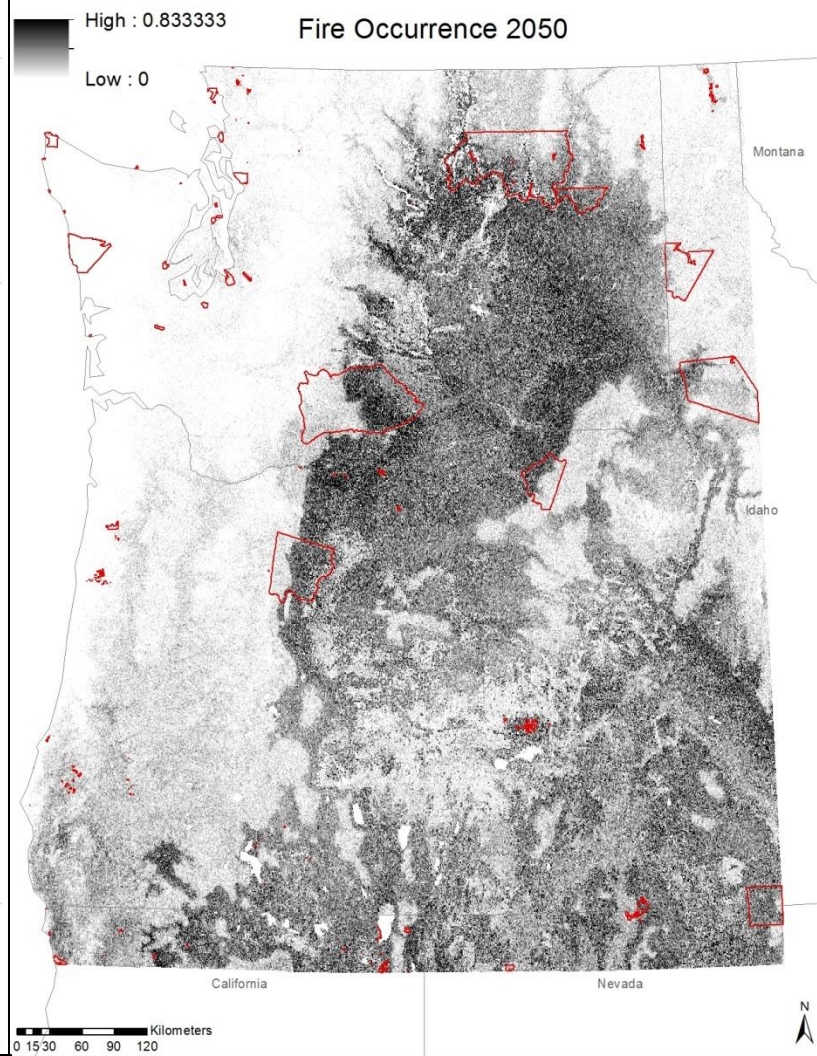 High : 0.833333
Fire Occurrence 2050
Low : 0
Montana
Idaho
California
Nevada
N
Kilometers
0 15 30 60 90 120